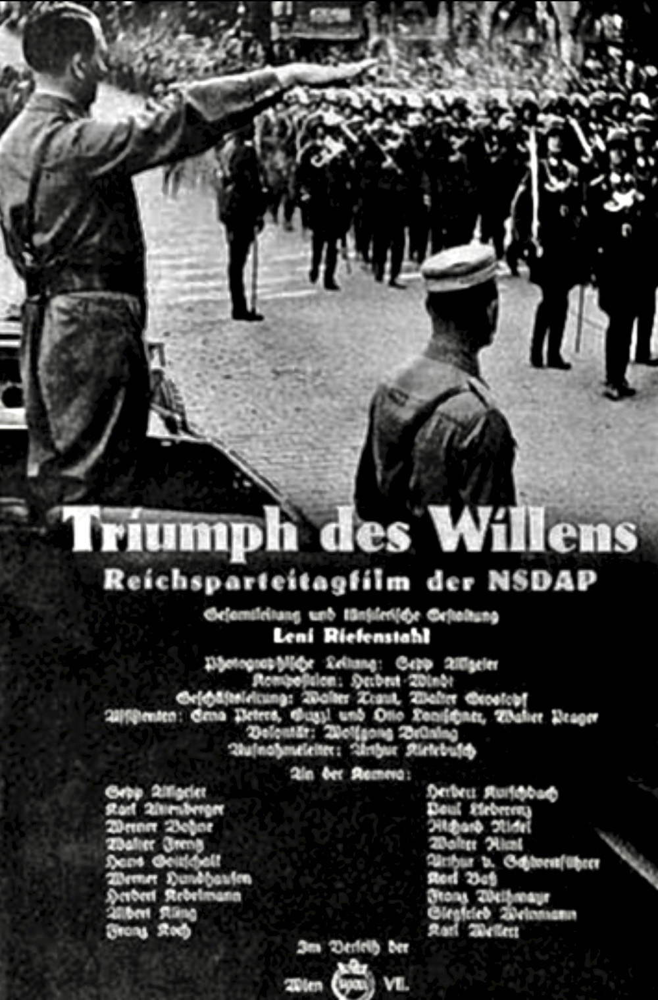 Triumph des Willens
Reichsparteitagfilm der NSDAP
Gesamtleitung und künstlerische Gestaltung
Leni Riefenstahl
Photographische Leitung: Sepp Allgeier
Komposition: Herbert Windt
Geschäftsleitung: Walter Traut, Walter Groskopf
Assistenten: Erna Peters, Guzzi und Otto Lantschner, Walter Prager
Volontär: Wolfgang Brüning
Aufnahmeleiter: Arthur Kiekebusch
An der Kamera:
Sepp Allgeier
Karl Attenberger
Werner Bohne
Walter Frentz
Hans Gottschalk
Werner Hundhausen
Herbert Kebelmann
Albert Kling
Franz Koch
Herbert Kutschbach
Paul Lieberenz
Richard Nickel
Walter Riml
Arthur v. Schwertführer
Karl Vaß
Franz Weihmayr
Siegfried Weinmann
Karl Wellert
Im Verleih der
Wien VII.